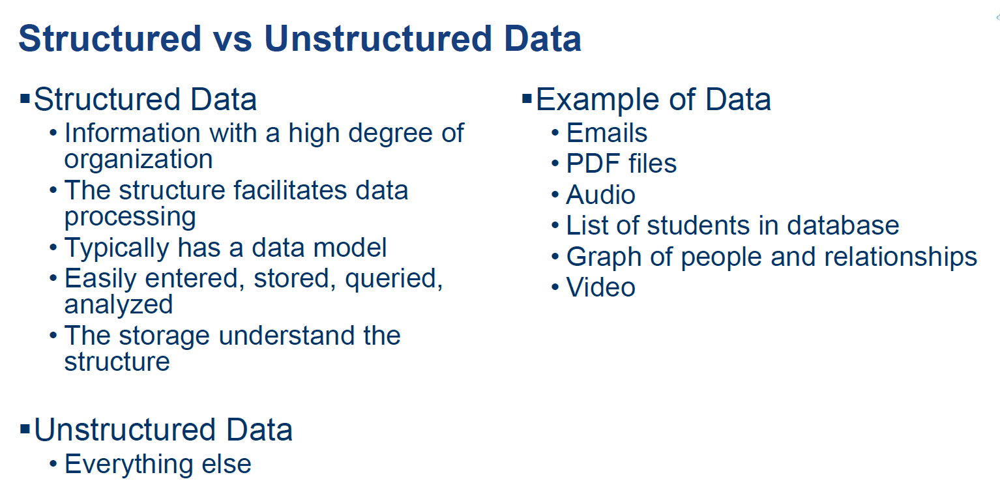 Structured vs Unstructured Data
▪Structured Data
• Information with a high degree of
organization
• The structure facilitates data
processing
• Typically has a data model
• Easily entered, stored, queried,
analyzed
• The storage understand the
structure
▪Unstructured Data
• Everything else
▪Example of Data
• Emails
• PDF files
• Audio
• List of students in database
• Graph of people and relationships
• Video